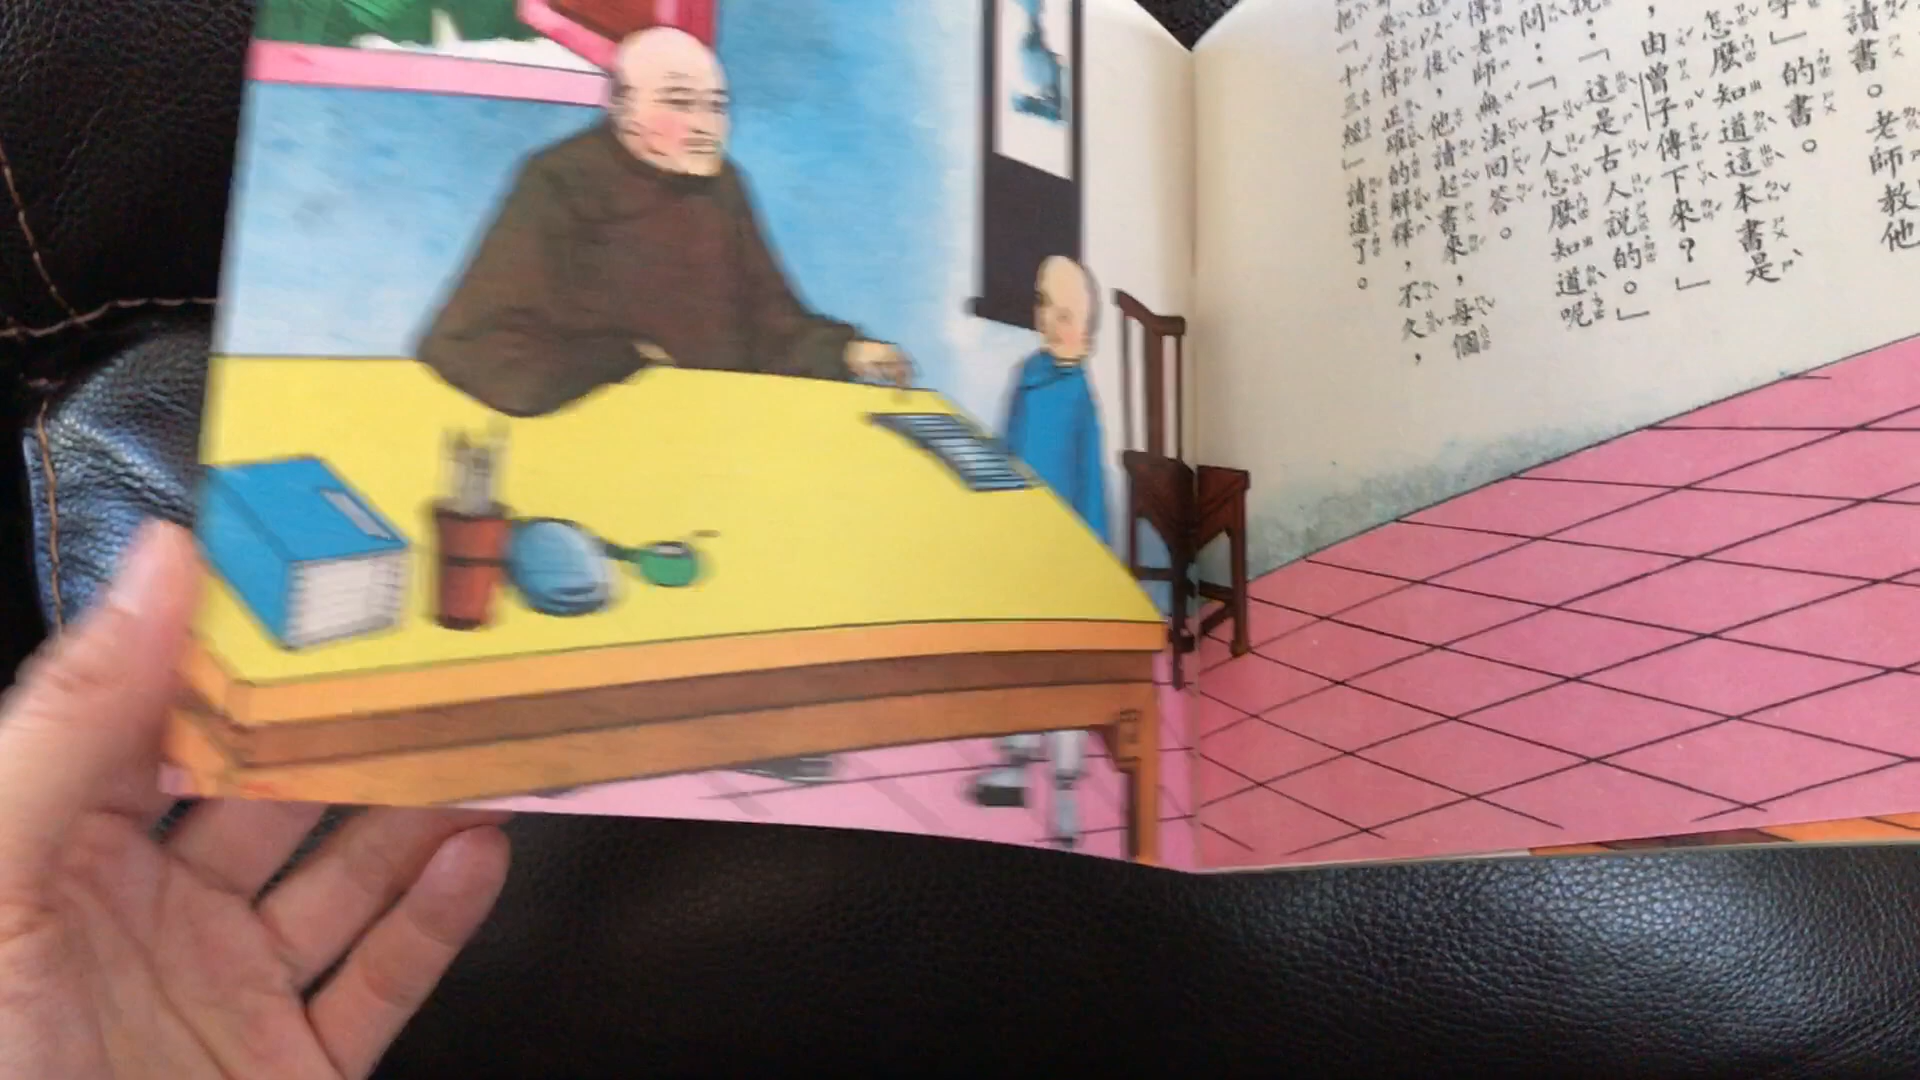 讀書。老師教他
學」的書。
怎麼知道這本書是
，由曾子傳下來？」
說：「這是古人說的。」
問：「古人怎麼知道呢
得老師無法回答。
這以後，他讀起書來，每個
要求得正確的解釋，不久，
把「十三經」讀通了。